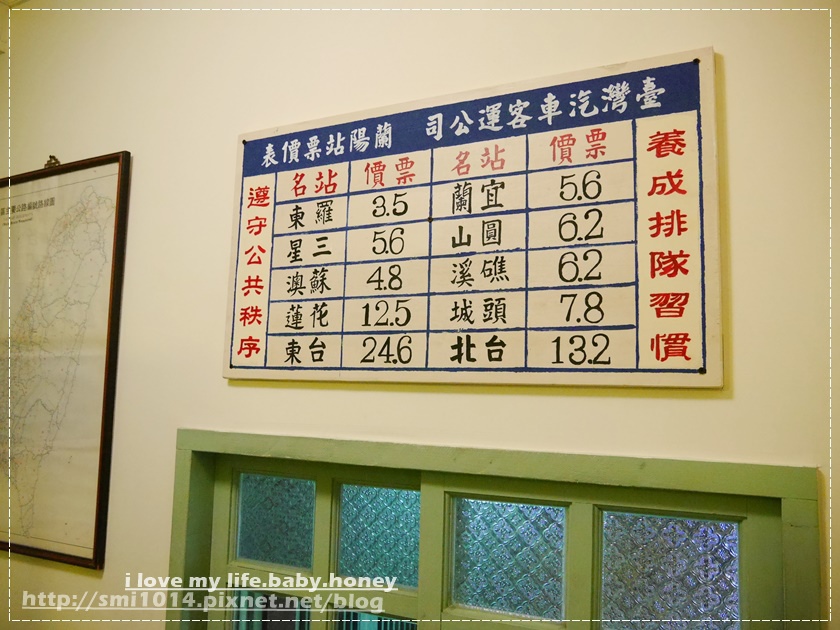 臺灣汽車客運公司 蘭陽站票價表
養成排隊習慣
票價 站名 票價 站名
5.6 宜蘭 3.5 羅東
6.2 圓山 5.6 三星
6.2 礁溪 4.8 蘇澳
7.8 頭城 12.5 花蓮
13.2 台北 24.6 台東
遵守公共秩序
i love my life.baby.honey
http://smi1014.pixnet.net/blog